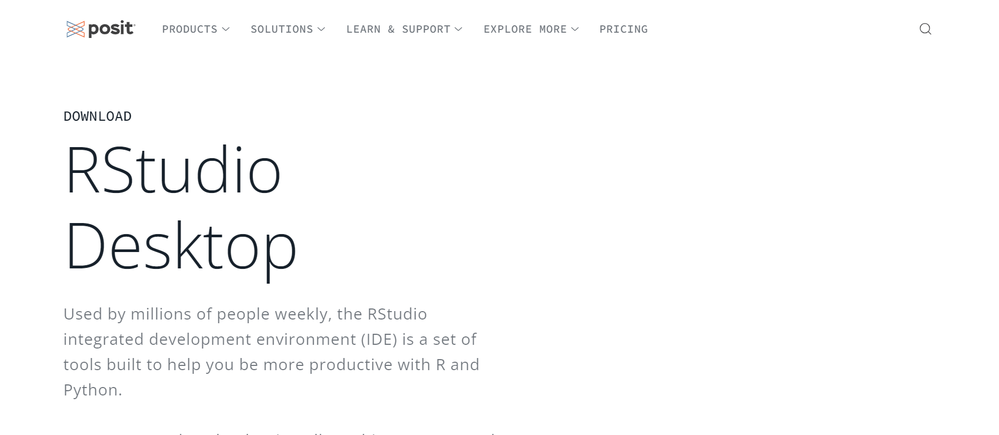 posit®
PRODUCTS
SOLUTIONS
LEARN & SUPPORT
EXPLORE MORE
PRICING
DOWNLOAD
RStudio
Desktop
Used by millions of people weekly, the RStudio
integrated development environment (IDE) is a set of
tools built to help you be more productive with R and
Python.